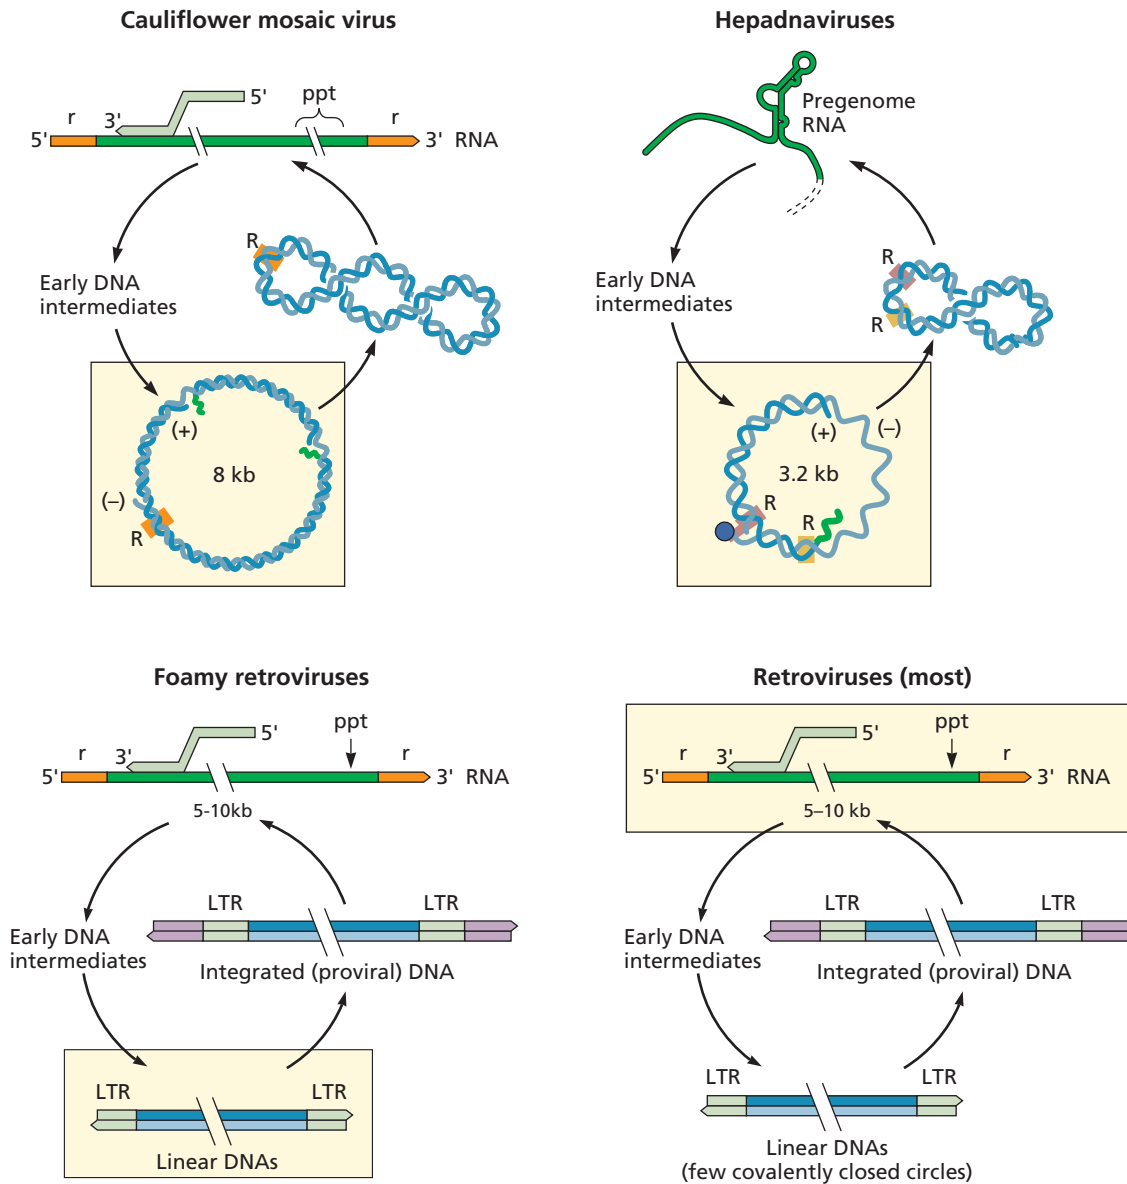 Cauliflower mosaic virus
5'
ppt
r
3'
r
5'
3' RNA
R
Early DNA
intermediates
(+)
8 kb
(–)
R
Hepadnaviruses
Pregenome
RNA
R
Early DNA
intermediates
R
(+)
(–)
3.2 kb
R
R
Foamy retroviruses
5'
ppt
r
3'
r
5'
3' RNA
5-10kb
LTR
LTR
Early DNA
intermediates
Integrated (proviral) DNA
LTR
LTR
Linear DNAs
Retroviruses (most)
5'
ppt
r
3'
r
5'
3' RNA
5–10 kb
LTR
LTR
Early DNA
intermediates
Integrated (proviral) DNA
LTR
LTR
Linear DNAs
(few covalently closed circles)